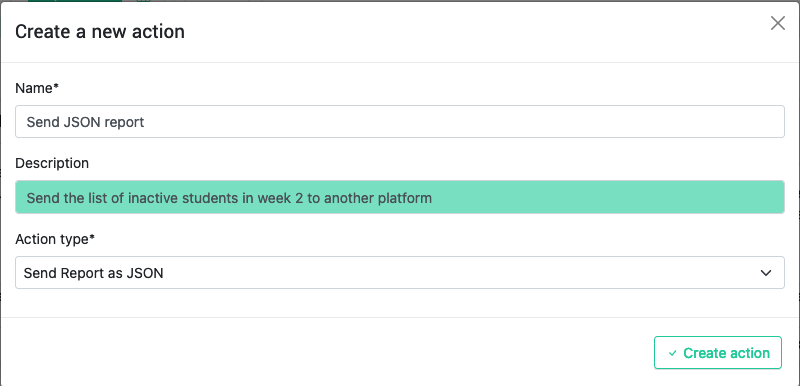 Create a new action
Name*
Send JSON report
Description
Send the list of inactive students in week 2 to another platform
Action type*
Send Report as JSON
Create action